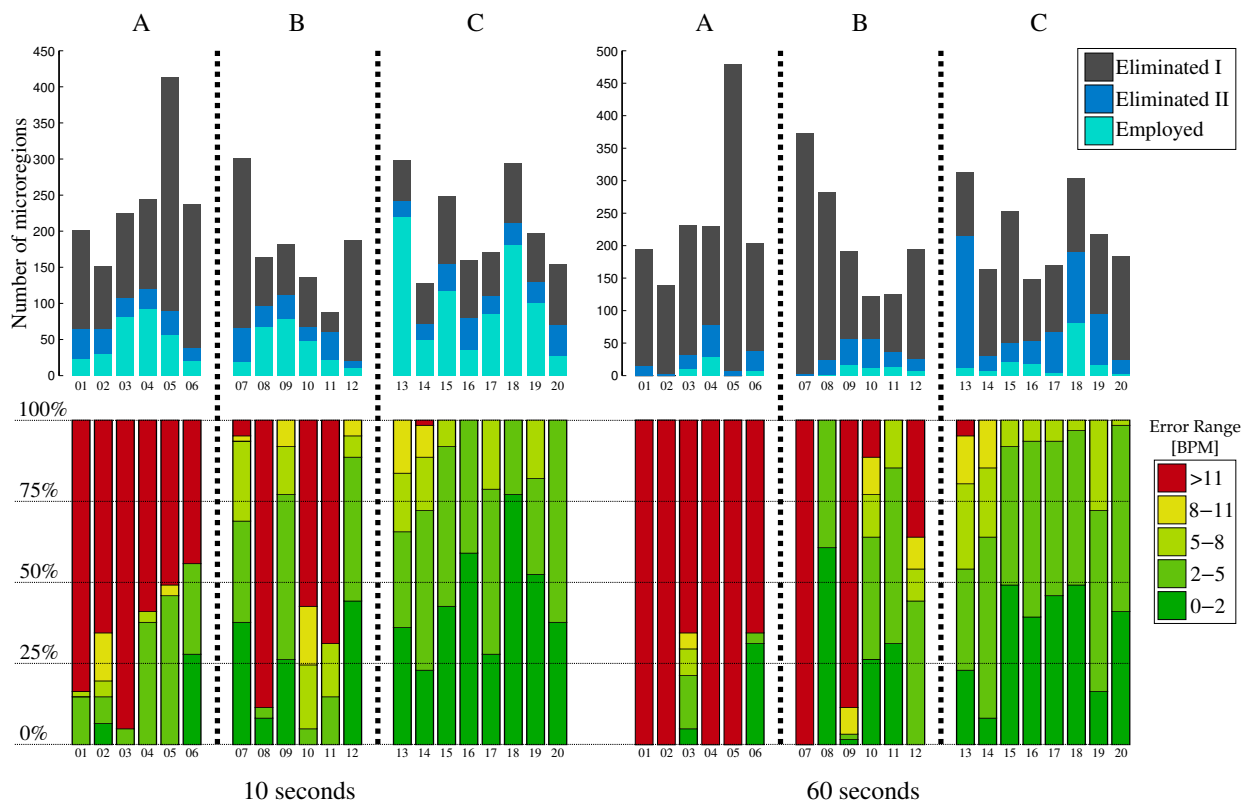 A B C A B C
Number of microregions
450
400
350
300
250
200
150
100
50
0
01 02 03 04 05 06 07 08 09 10 11 12 13 14 15 16 17 18 19 20
500
450
400
350
300
250
200
150
100
50
0
01 02 03 04 05 06 07 08 09 10 11 12 13 14 15 16 17 18 19 20
Eliminated I
Eliminated II
Employed
100%
75%
50%
25%
0%
01 02 03 04 05 06 07 08 09 10 11 12 13 14 15 16 17 18 19 20
01 02 03 04 05 06 07 08 09 10 11 12 13 14 15 16 17 18 19 20
Error Range
[BPM]
>11
8−11
5−8
2−5
0−2
10 seconds
60 seconds